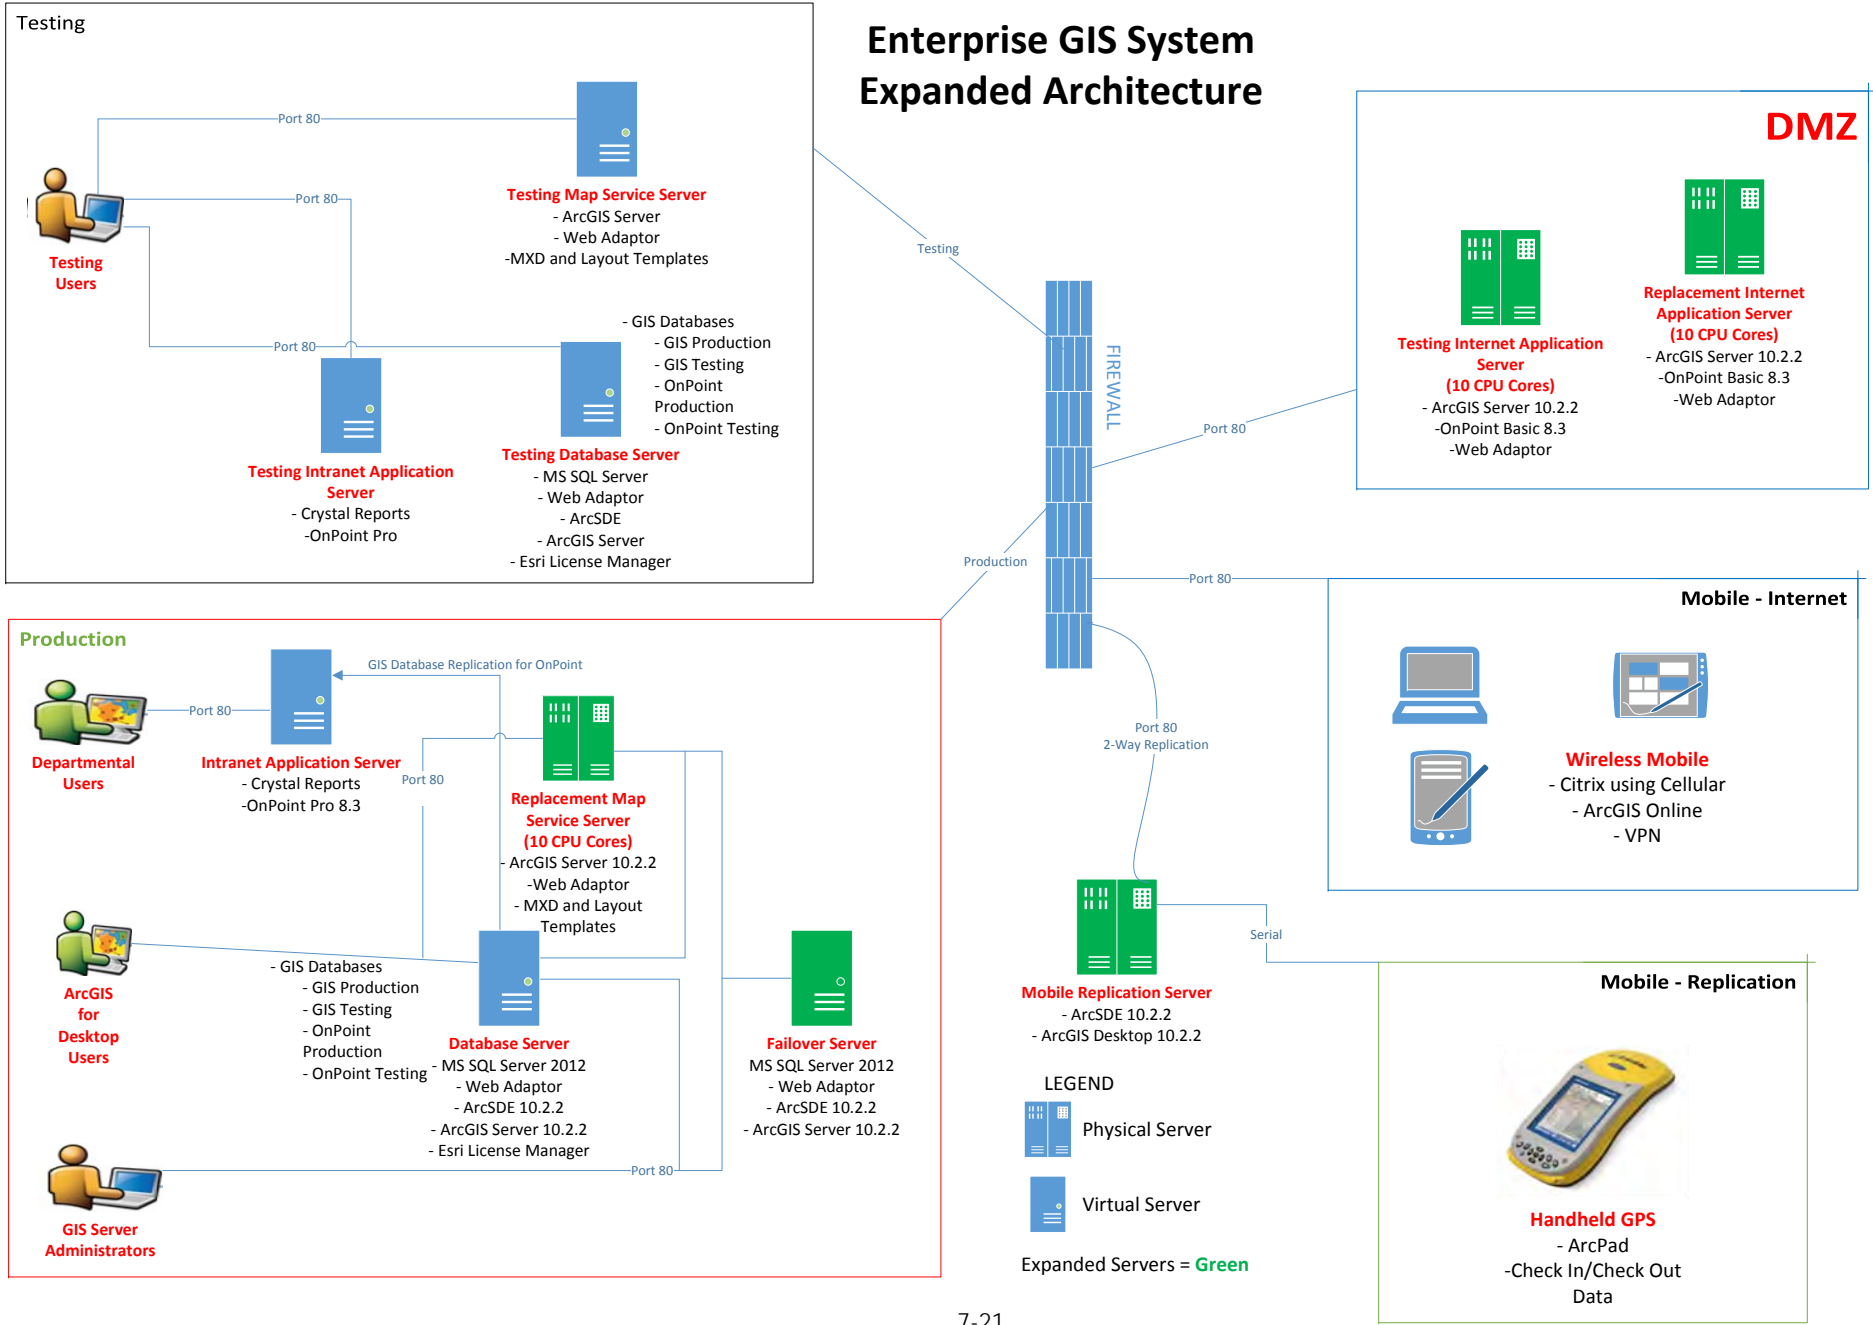 Testing
Enterprise GIS System
Expanded Architecture
Port 80
Testing Map Service Server
- ArcGIS Server
- Web Adaptor
-MXD and Layout Templates
Port 80
Testing
Users
Port 80
- GIS Databases
- GIS Production
- GIS Testing
- OnPoint
Production
- OnPoint Testing
Testing Intranet Application
Server
- Crystal Reports
-OnPoint Pro
Testing Database Server
- MS SQL Server
- Web Adaptor
- ArcSDE
- ArcGIS Server
- Esri License Manager
Testing
FIREWALL
Port 80
Production
Port 80
Port 80
2-Way Replication
DMZ
Testing Internet Application
Server
(10 CPU Cores)
- ArcGIS Server 10.2.2
-OnPoint Basic 8.3
-Web Adaptor
Replacement Internet
Application Server
(10 CPU Cores)
- ArcGIS Server 10.2.2
-OnPoint Basic 8.3
-Web Adaptor
Mobile - Internet
Wireless Mobile
- Citrix using Cellular
- ArcGIS Online
- VPN
Production
GIS Database Replication for OnPoint
Port 80
Departmental
Users
Intranet Application Server
- Crystal Reports
-OnPoint Pro 8.3
Port 80
Replacement Map
Service Server
(10 CPU Cores)
- ArcGIS Server 10.2.2
-Web Adaptor
- MXD and Layout
Templates
ArcGIS
for
Desktop
Users
- GIS Databases
- GIS Production
- GIS Testing
- OnPoint
Production
- OnPoint Testing
Database Server
- MS SQL Server 2012
- Web Adaptor
- ArcSDE 10.2.2
- ArcGIS Server 10.2.2
- Esri License Manager
Failover Server
MS SQL Server 2012
- Web Adaptor
- ArcSDE 10.2.2
- ArcGIS Server 10.2.2
Port 80
GIS Server
Administrators
Serial
Mobile Replication Server
- ArcSDE 10.2.2
- ArcGIS Desktop 10.2.2
LEGEND
Physical Server
Virtual Server
Expanded Servers = Green
Mobile - Replication
Handheld GPS
- ArcPad
-Check In/Check Out
Data
7-21